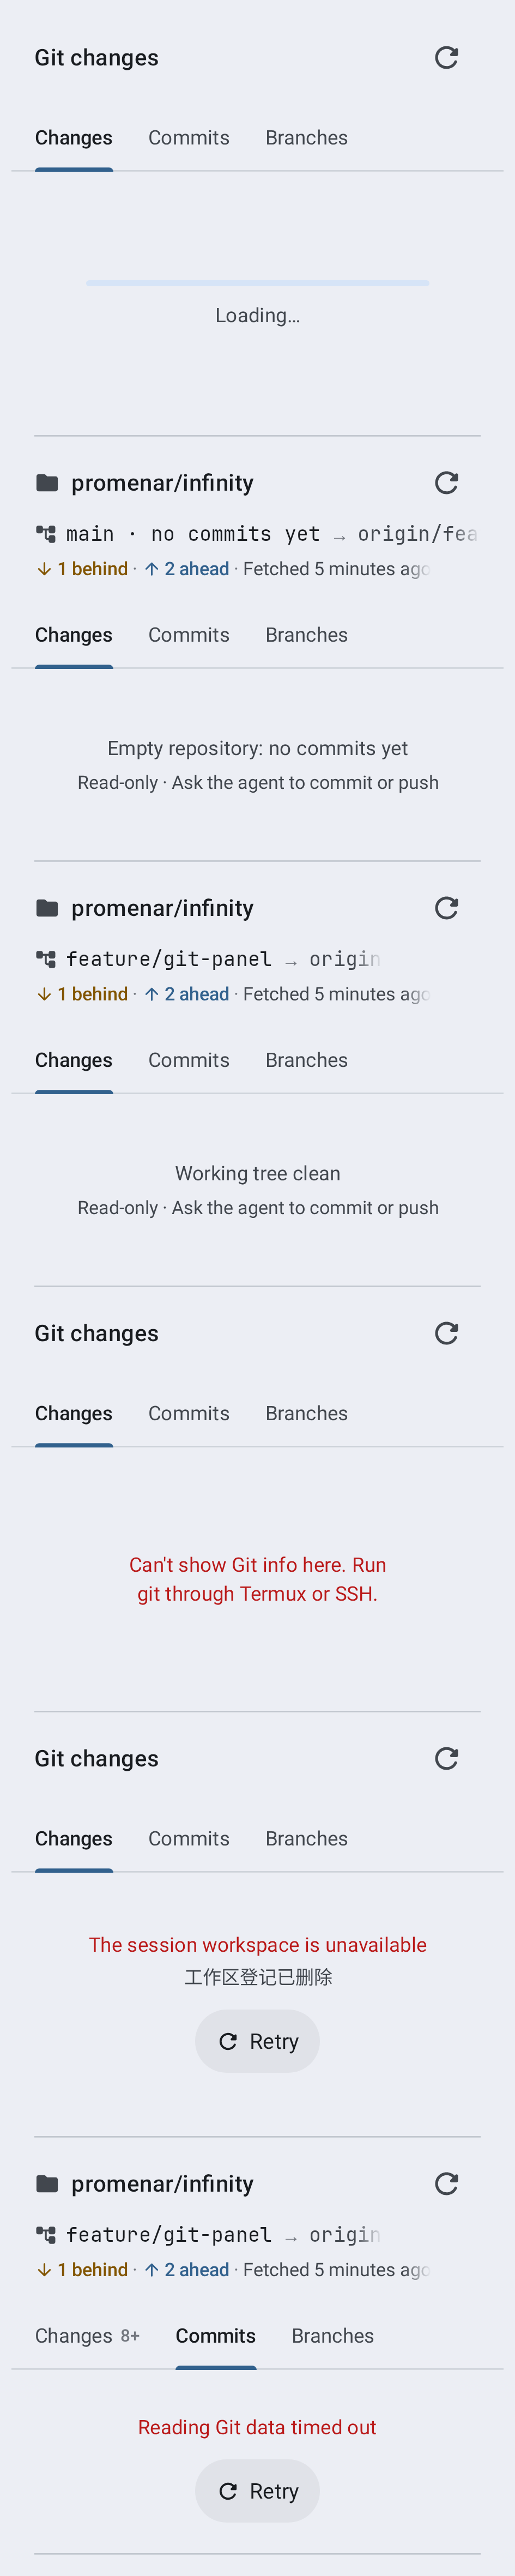 Git changes
Changes Commits Branches
Loading...
promenar/infinity
main · no commits yet → origin/fea
↓ 1 behind · ↑ 2 ahead · Fetched 5 minutes ago
Changes Commits Branches
Empty repository: no commits yet
Read-only · Ask the agent to commit or push
promenar/infinity
feature/git-panel → origin
↓ 1 behind · ↑ 2 ahead · Fetched 5 minutes ago
Changes Commits Branches
Working tree clean
Read-only · Ask the agent to commit or push
Git changes
Changes Commits Branches
Can't show Git info here. Run
git through Termux or SSH.
Git changes
Changes Commits Branches
The session workspace is unavailable
工作区登记已删除
Retry
promenar/infinity
feature/git-panel → origin
↓ 1 behind · ↑ 2 ahead · Fetched 5 minutes ago
Changes 8+ Commits Branches
Reading Git data timed out
Retry